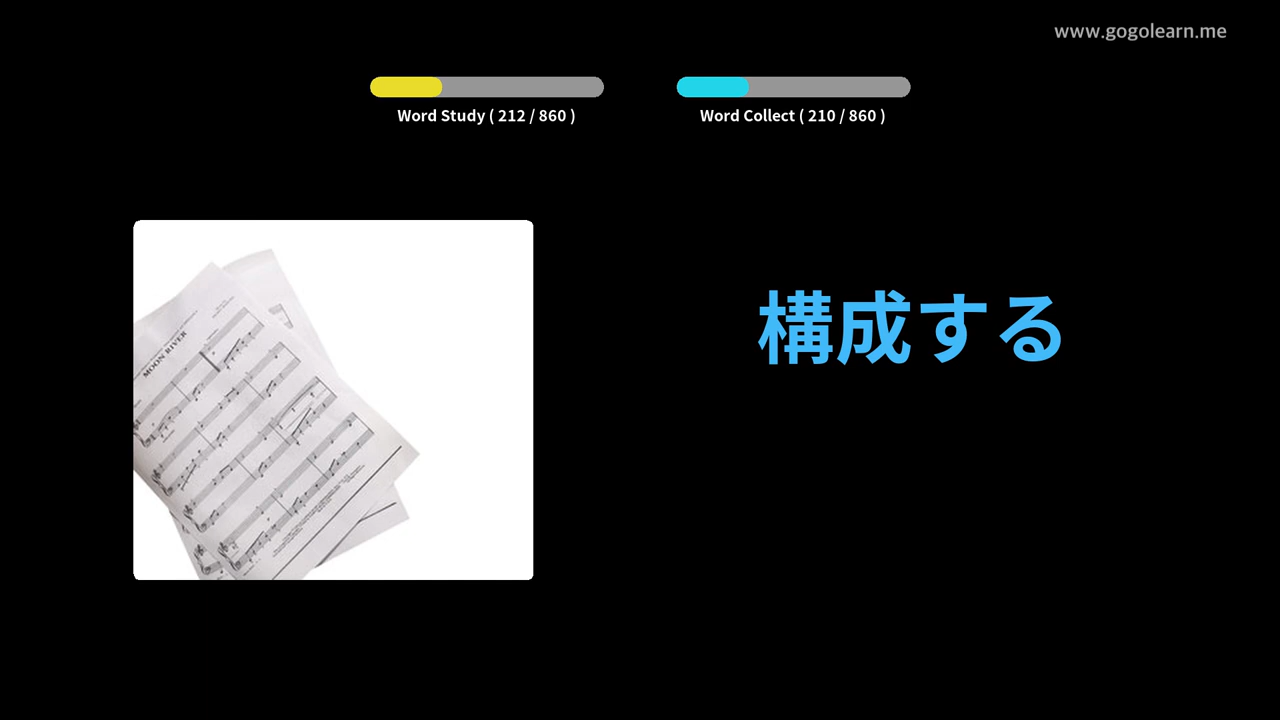 www.gogolearn.me
Word Study ( 212 / 860 )
Word Collect ( 210 / 860 )
MOON RIVER
構成する